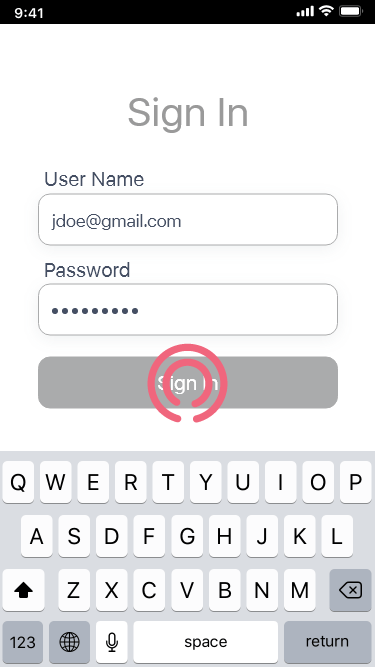 9:41
Sign In
User Name
jdoe@gmail.com
Password
Sign In
Q W E R T Y U I O P
A S D F G H J K L
Z X C V B N M
123 space return